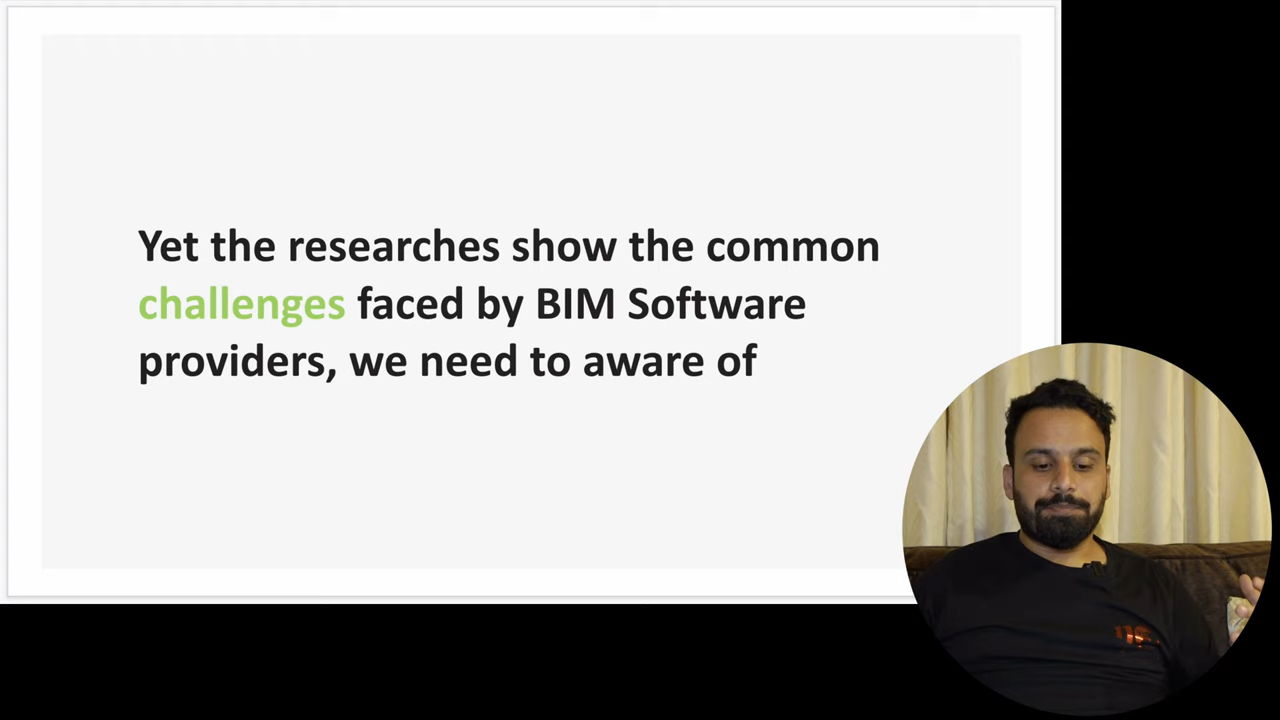 Yet the researches show the common
challenges faced by BIM Software
providers, we need to aware of